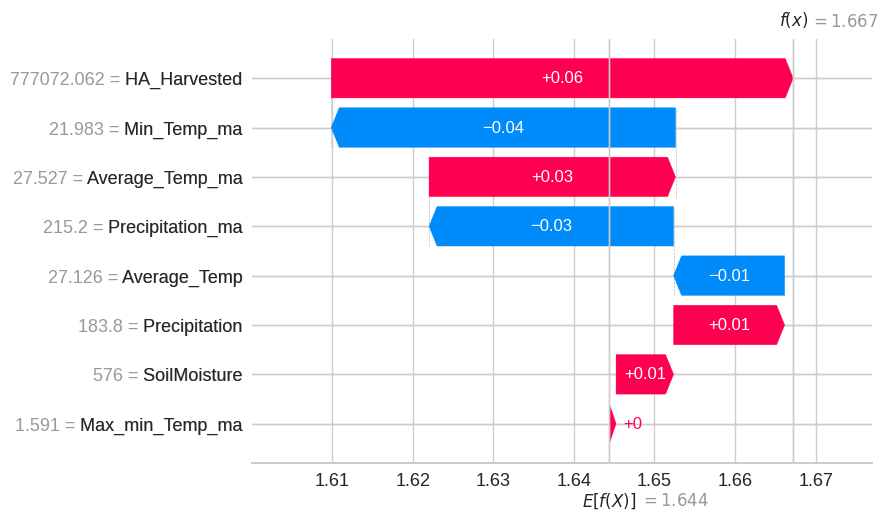 f(x) = 1.667
777072.062 = HA_Harvested +0.06
21.983 = Min_Temp_ma −0.04
27.527 = Average_Temp_ma +0.03
215.2 = Precipitation_ma −0.03
27.126 = Average_Temp −0.01
183.8 = Precipitation +0.01
576 = SoilMoisture +0.01
1.591 = Max_min_Temp_ma +0
1.61 1.62 1.63 1.64 1.65 1.66 1.67
E[f(X)] = 1.644